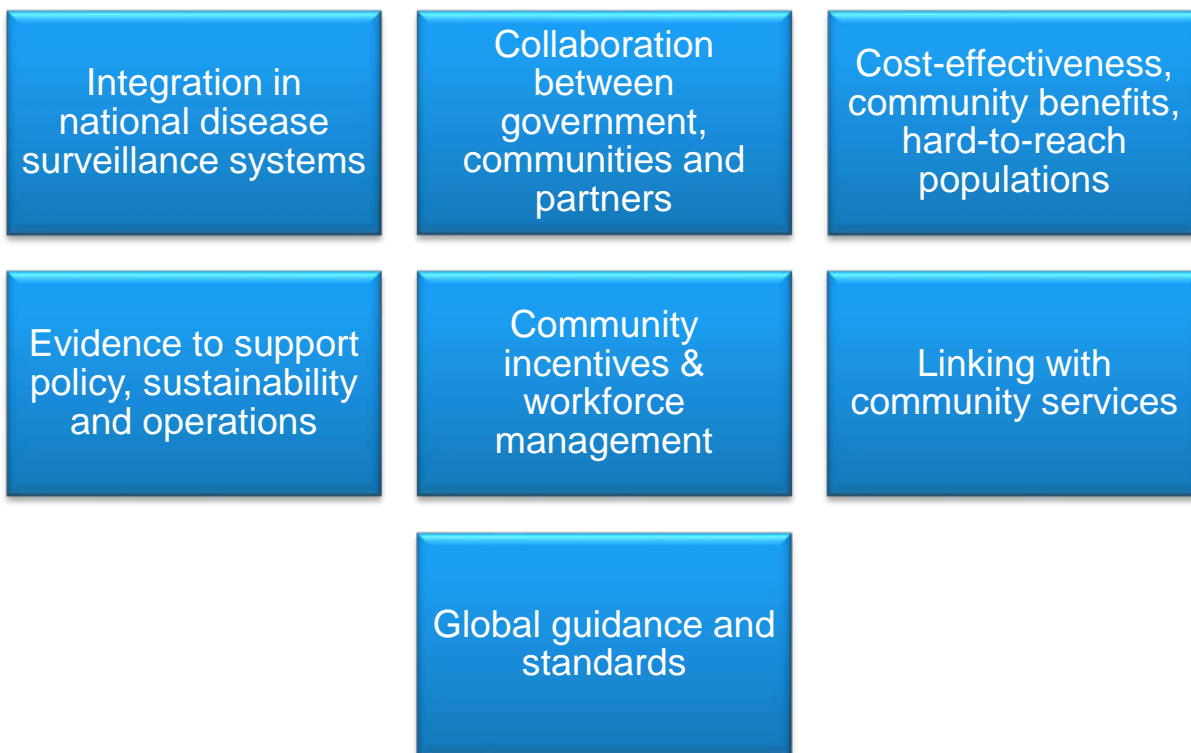 Integration in
national disease
surveillance systems
Collaboration
between
government,
communities and
partners
Cost-effectiveness,
community benefits,
hard-to-reach
populations
Evidence to support
policy, sustainability
and operations
Community
incentives &
workforce
management
Linking with
community services
Global guidance and
standards